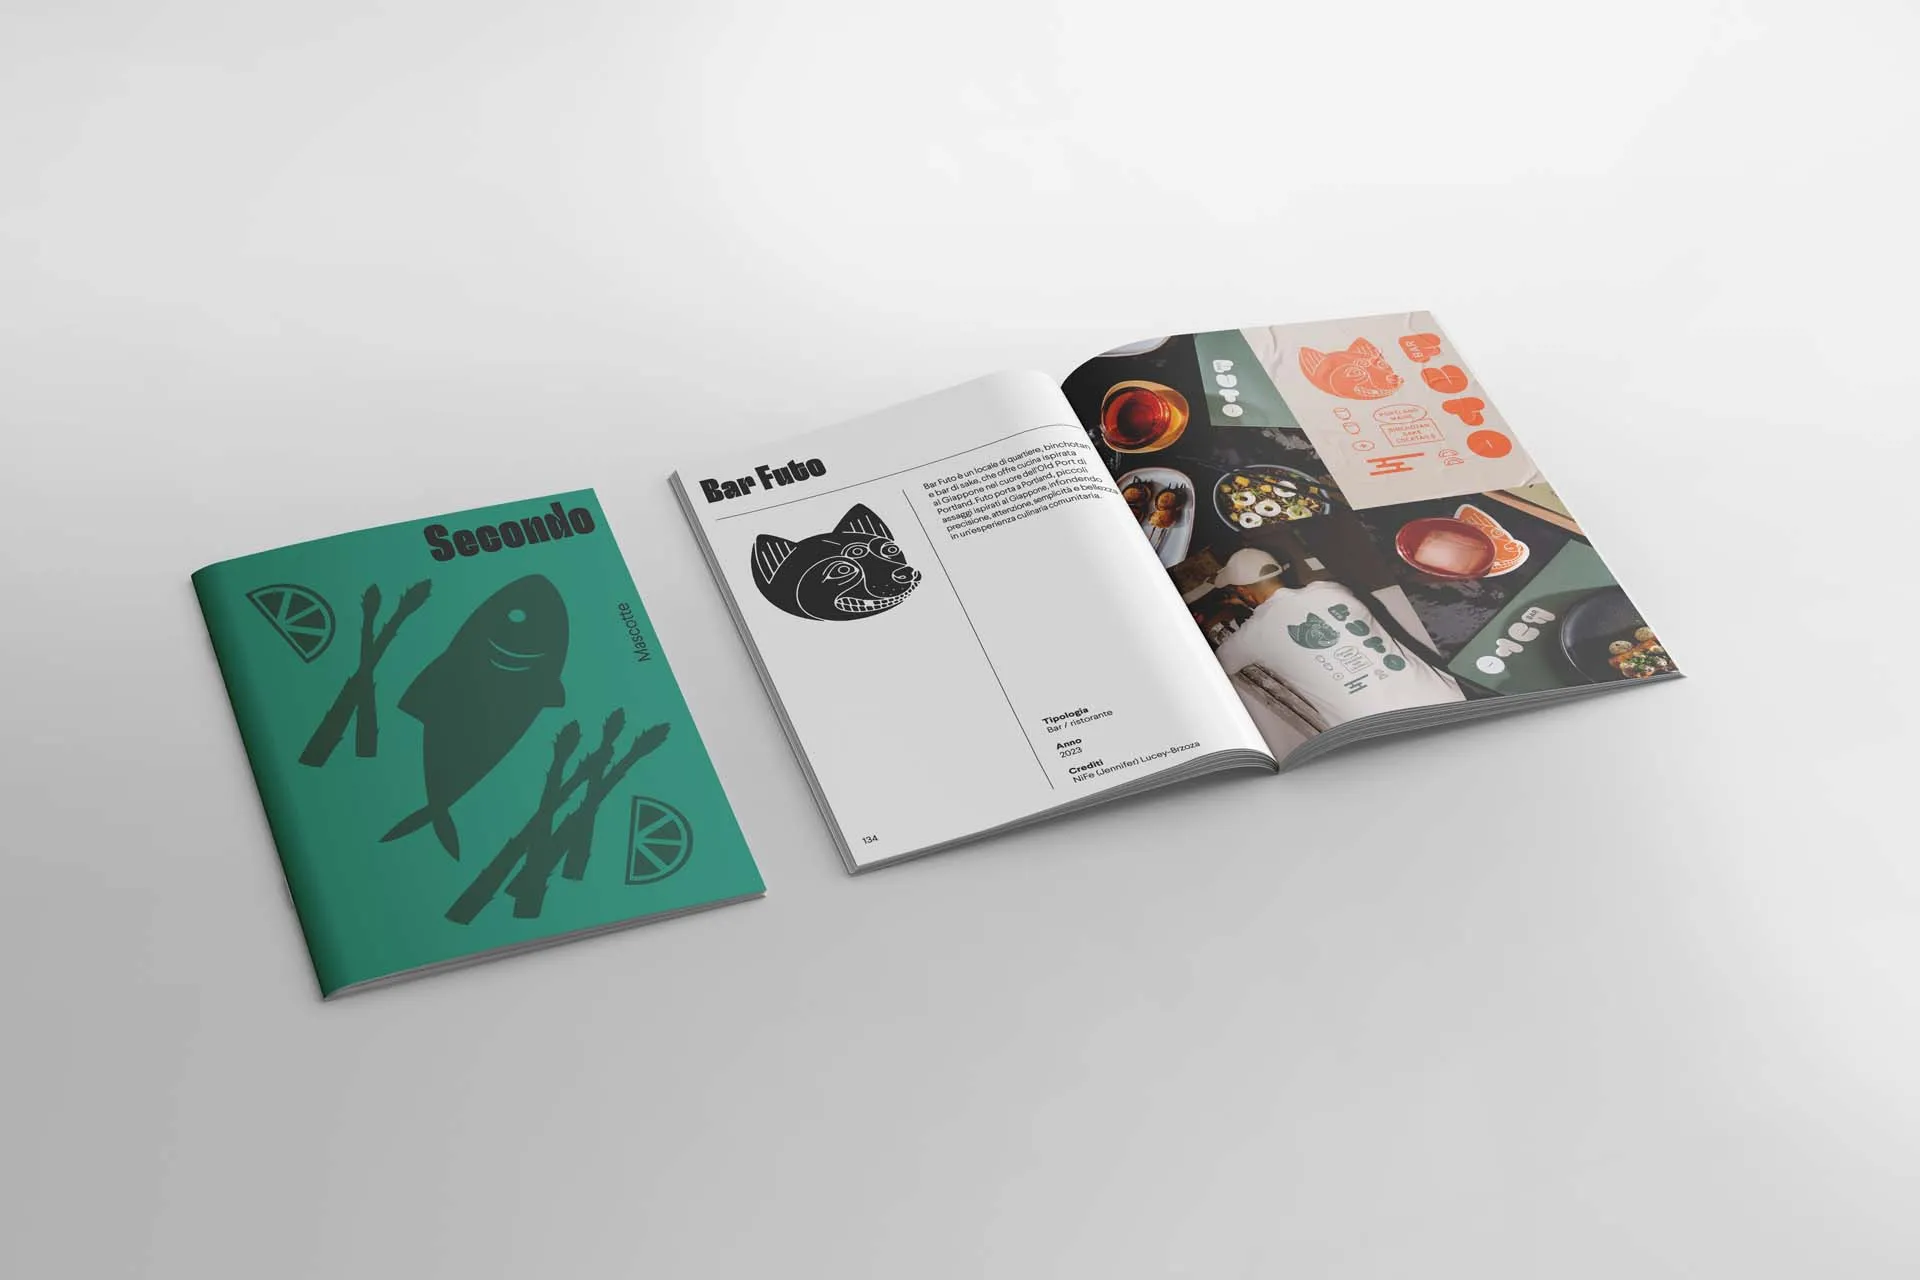 Secondo
Mascotte
Bar Futo
Bar Futo è un locale di quartiere, binchotan
e bar di sake, che offre cucina ispirata
al Giappone nel cuore dell'Old Port di
Portland. Futo porta a Portland, piccoli
assaggi ispirati al Giappone, infondendo
precisione, attenzione, semplicità e bellezza
in un'esperienza culinaria comunitaria.
Tipologia
Bar / ristorante
Anno
2023
Crediti
NiFe (Jennifer) Lucey-Brzoza
134
BAR
FUTO
PORTLAND
MAINE
BINCHOTAN
SAKE
COCKTAILS
FUTO
BAR
FUTO